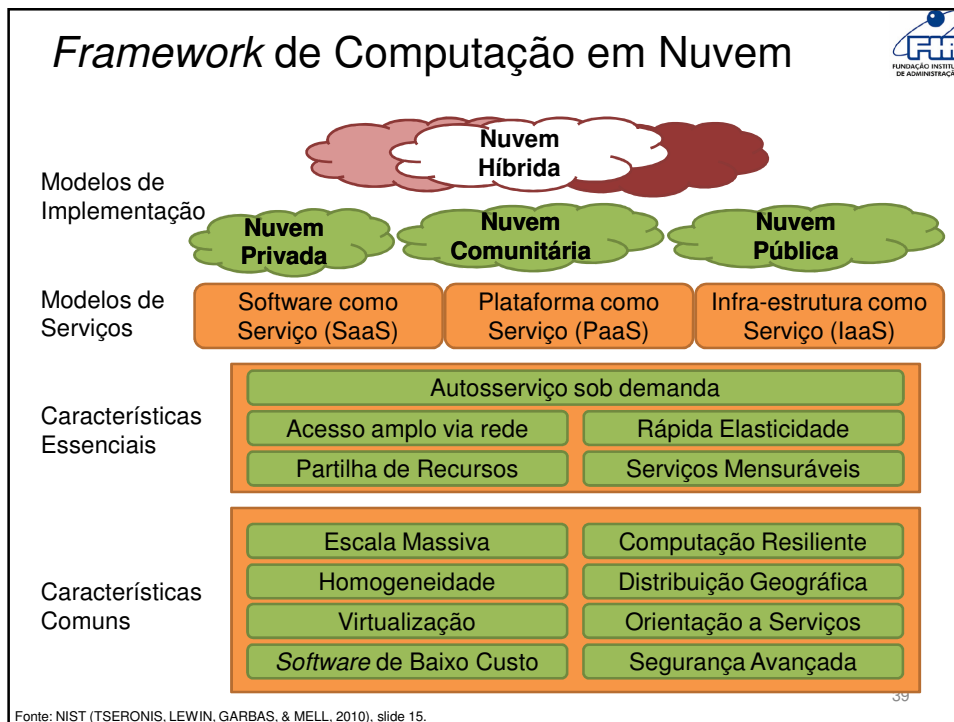 Framework de Computação em Nuvem
FUNDAÇÃO INSTITU
DE ADMINISTRAÇÃ
Nuvem
Híbrida
Modelos de
Implementação
Nuvem
Privada
Nuvem
Comunitária
Nuvem
Pública
Modelos de
Serviços
Software como
Serviço (SaaS)
Plataforma como
Serviço (PaaS)
Infra-estrutura como
Serviço (IaaS)
Características
Essenciais
Autosserviço sob demanda
Acesso amplo via rede
Rápida Elasticidade
Partilha de Recursos
Serviços Mensuráveis
Características
Comuns
Escala Massiva
Computação Resiliente
Homogeneidade
Distribuição Geográfica
Virtualização
Orientação a Serviços
Software de Baixo Custo
Segurança Avançada
39
Fonte: NIST (TSERONIS, LEWIN, GARBAS, & MELL, 2010), slide 15.